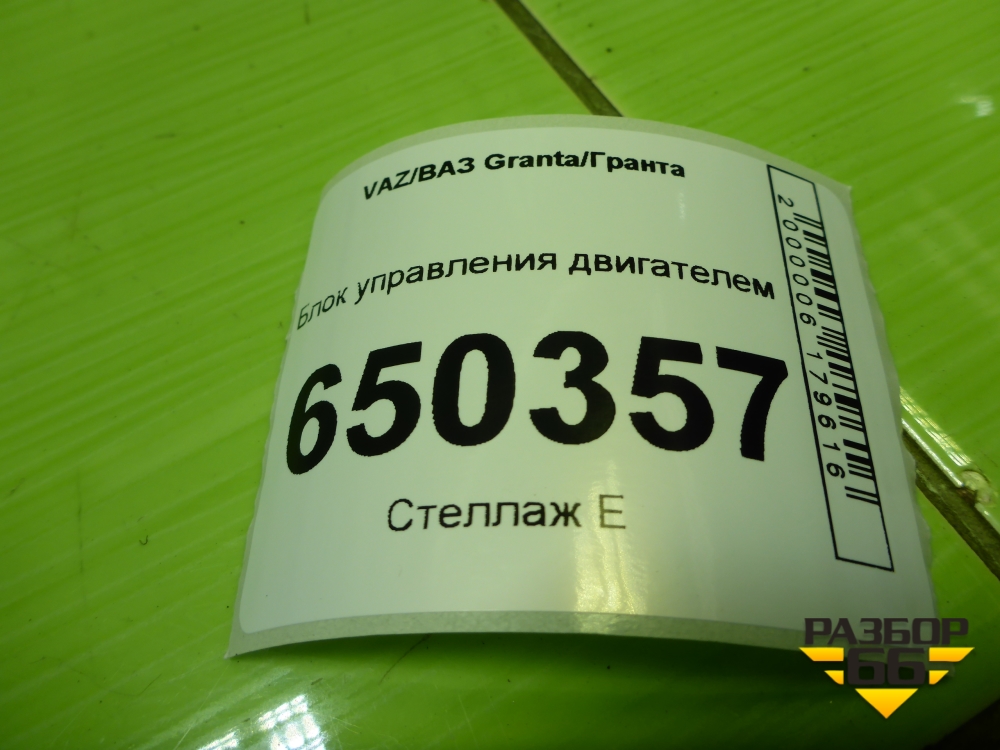 VAZ/ВАЗ Granta/Гранта
Блок управления двигателем
650357
Стеллаж Е
2000006179616
РАЗБОР
66